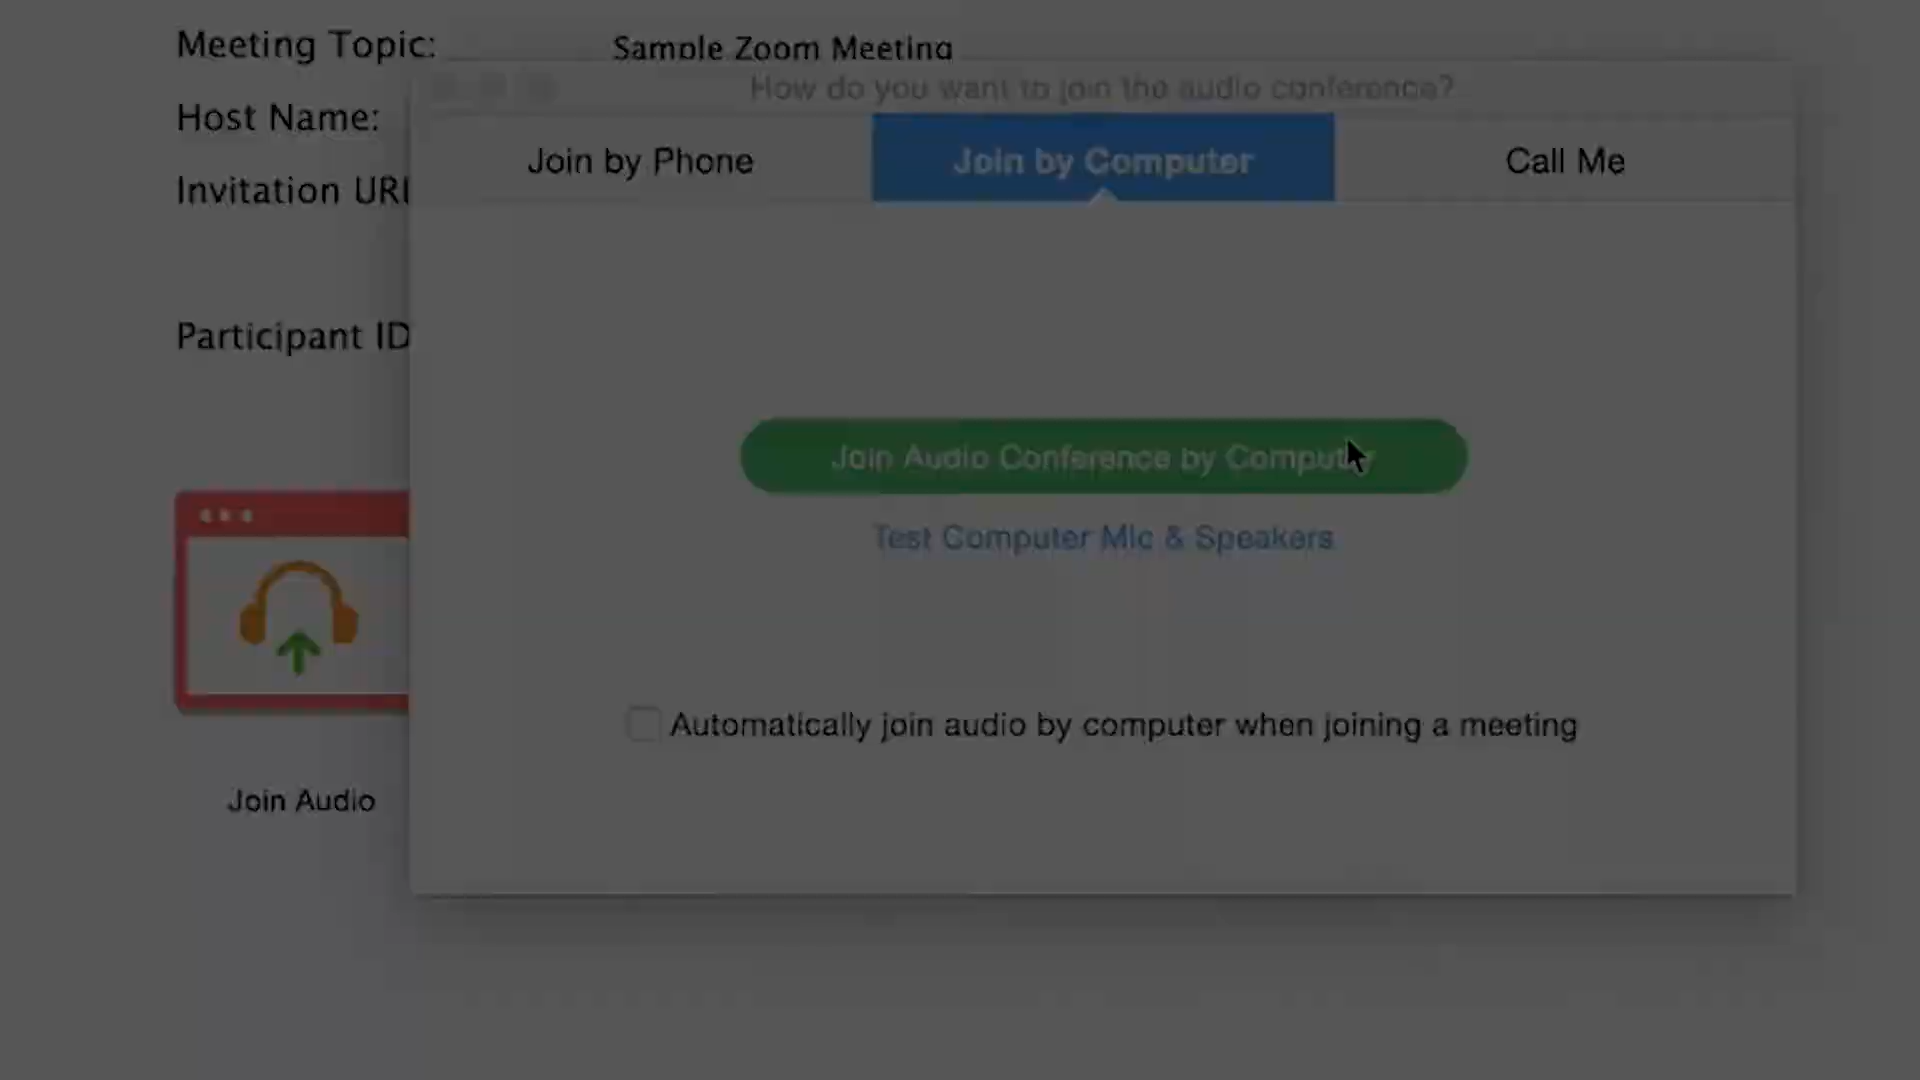 Meeting Topic: Sample Zoom Meeting
How do you want to join the audio conference?
Host Name:
Join by Phone Join by Computer Call Me
Invitation URL
Participant ID
Join Audio Conference by Computer
Test Computer Mic & Speakers
Automatically join audio by computer when joining a meeting
Join Audio